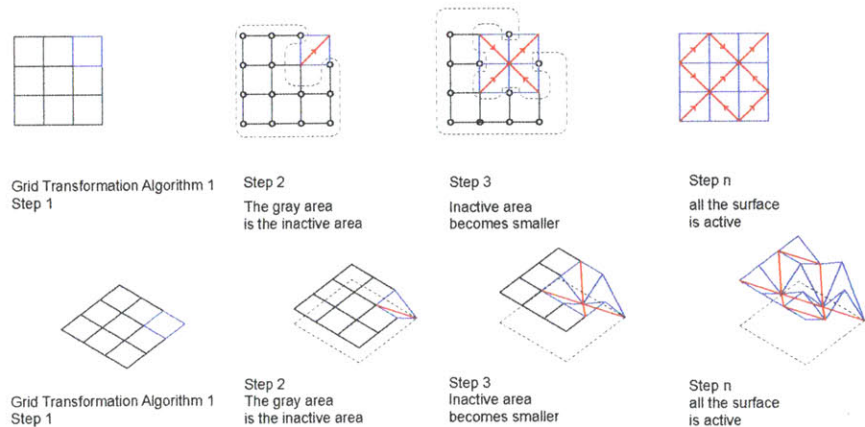 Grid Transformation Algorithm 1
Step 1
Step 2
The gray area
is the inactive area
Step 3
Inactive area
becomes smaller
Step n
all the surface
is active
Grid Transformation Algorithm 1
Step 1
Step 2
The gray area
is the inactive area
Step 3
Inactive area
becomes smaller
Step n
all the surface
is active